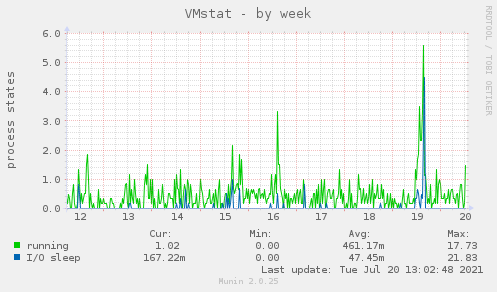 VMstat - by week
RRDTOOL / TOBI OETIKER
process states
6.0
5.0
4.0
3.0
2.0
1.0
0.0
12 13 14 15 16 17 18 19 20
Cur: Min: Avg: Max:
running 1.02 0.00 461.17m 17.73
I/O sleep 167.22m 0.00 47.45m 21.83
Last update: Tue Jul 20 13:02:48 2021
Munin 2.0.25